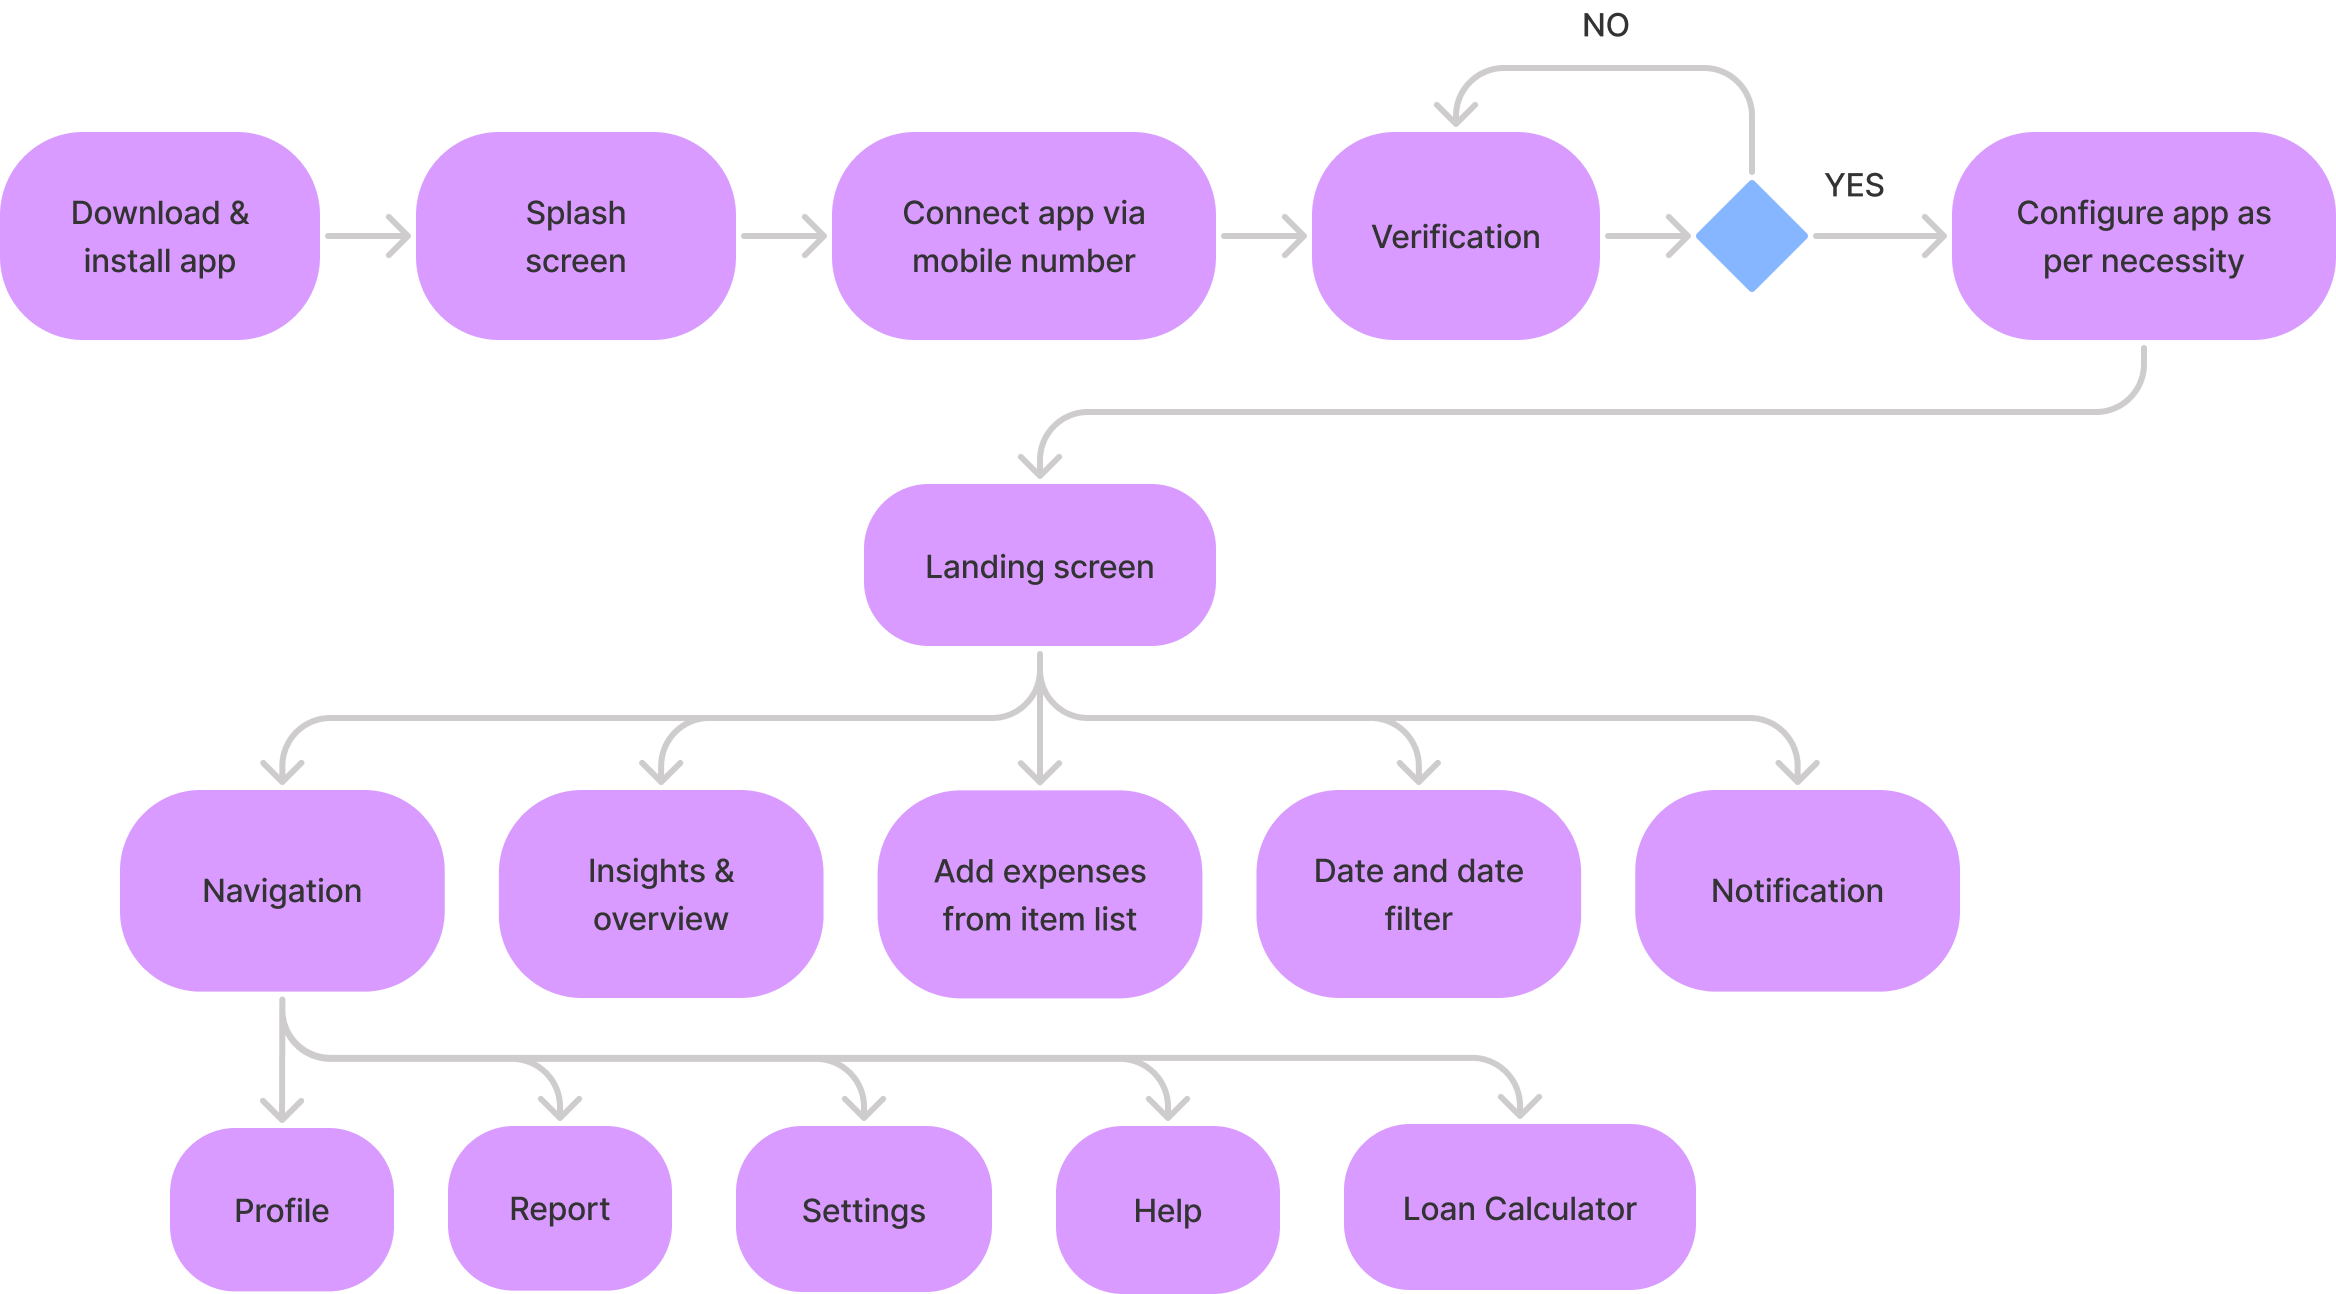 NO
Download &
install app
Splash
screen
Connect app via
mobile number
Verification
YES
Configure app as
per necessity
Landing screen
Navigation
Insights &
overview
Add expenses
from item list
Date and date
filter
Notification
Profile
Report
Settings
Help
Loan Calculator